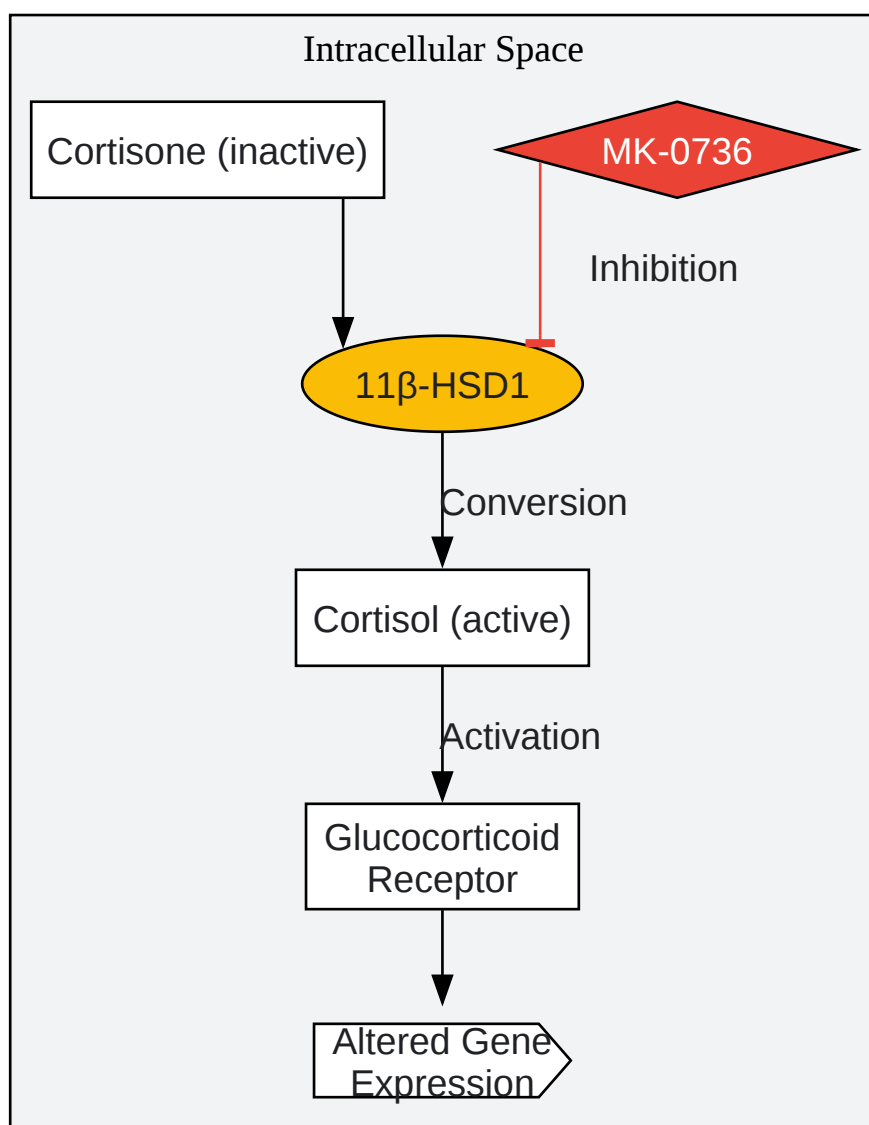 Intracellular Space
Cortisone (inactive)
MK-0736
Inhibition
11β-HSD1
Conversion
Cortisol (active)
Activation
Glucocorticoid
Receptor
Altered Gene
Expression